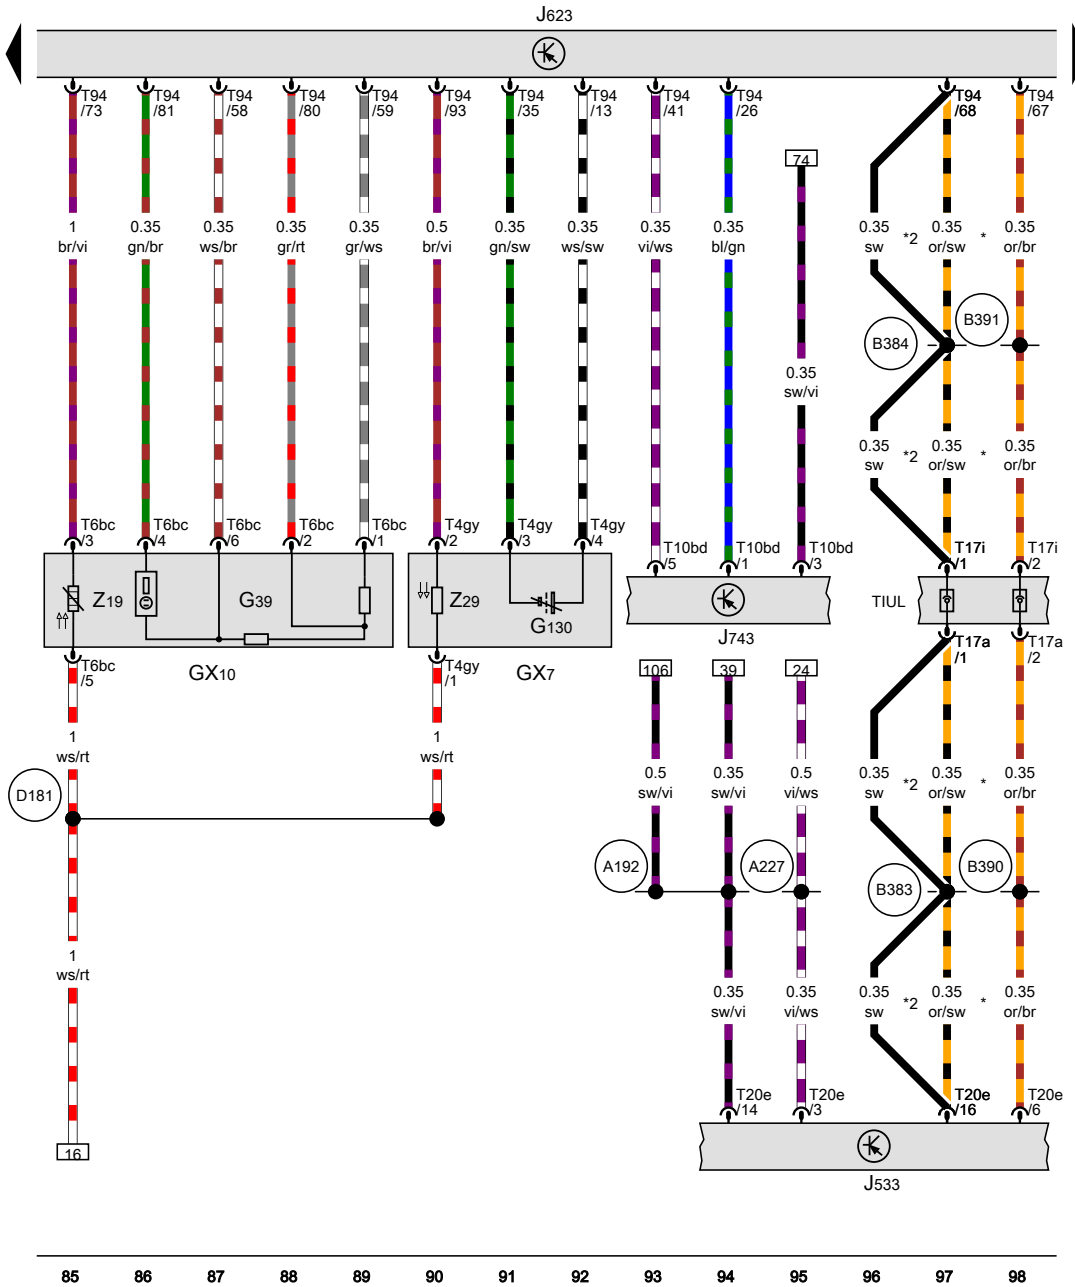 J623
T94 T94 T94 T94 T94 T94 T94 T94 T94 T94 T94 T94
/73 /81 /58 /80 /59 /93 /35 /13 /41 /26 /68 /67
74
1 0.35 0.35 0.35 0.35 0.5 0.35 0.35 0.35 0.35 0.35 *2 0.35 * 0.35
br/vi gn/br ws/br gr/rt gr/ws br/vi gn/sw ws/sw vi/ws bl/gn sw or/sw or/br
B384 B391
0.35
sw/vi
0.35 *2 0.35 * 0.35
sw or/sw or/br
T6bc T6bc T6bc T6bc T6bc T4gy T4gy T4gy T10bd T10bd T10bd T17i T17i
/3 /4 /6 /2 /1 /2 /3 /4 /5 /1 /3 /1 /2
Z19 G39 Z29 G130 TIUL
J743
T6bc T4gy T17a T17a
/5 /1 /1 /2
GX10 GX7
106 39 24
1 1
ws/rt ws/rt
0.5 0.35 0.5 0.35 *2 0.35 * 0.35
sw/vi sw/vi vi/ws sw or/sw or/br
D181
A192 A227 B383 B390
1
ws/rt
0.35 0.35 0.35 *2 0.35 * 0.35
sw/vi vi/ws sw or/sw or/br
T20e T20e T20e T20e
/14 /3 /16 /6
16
J533
85 86 87 88 89 90 91 92 93 94 95 96 97 98